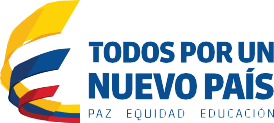 TODOS POR UN
NUEVO PAÍS
PAZ EQUIDAD EDUCACIÓN